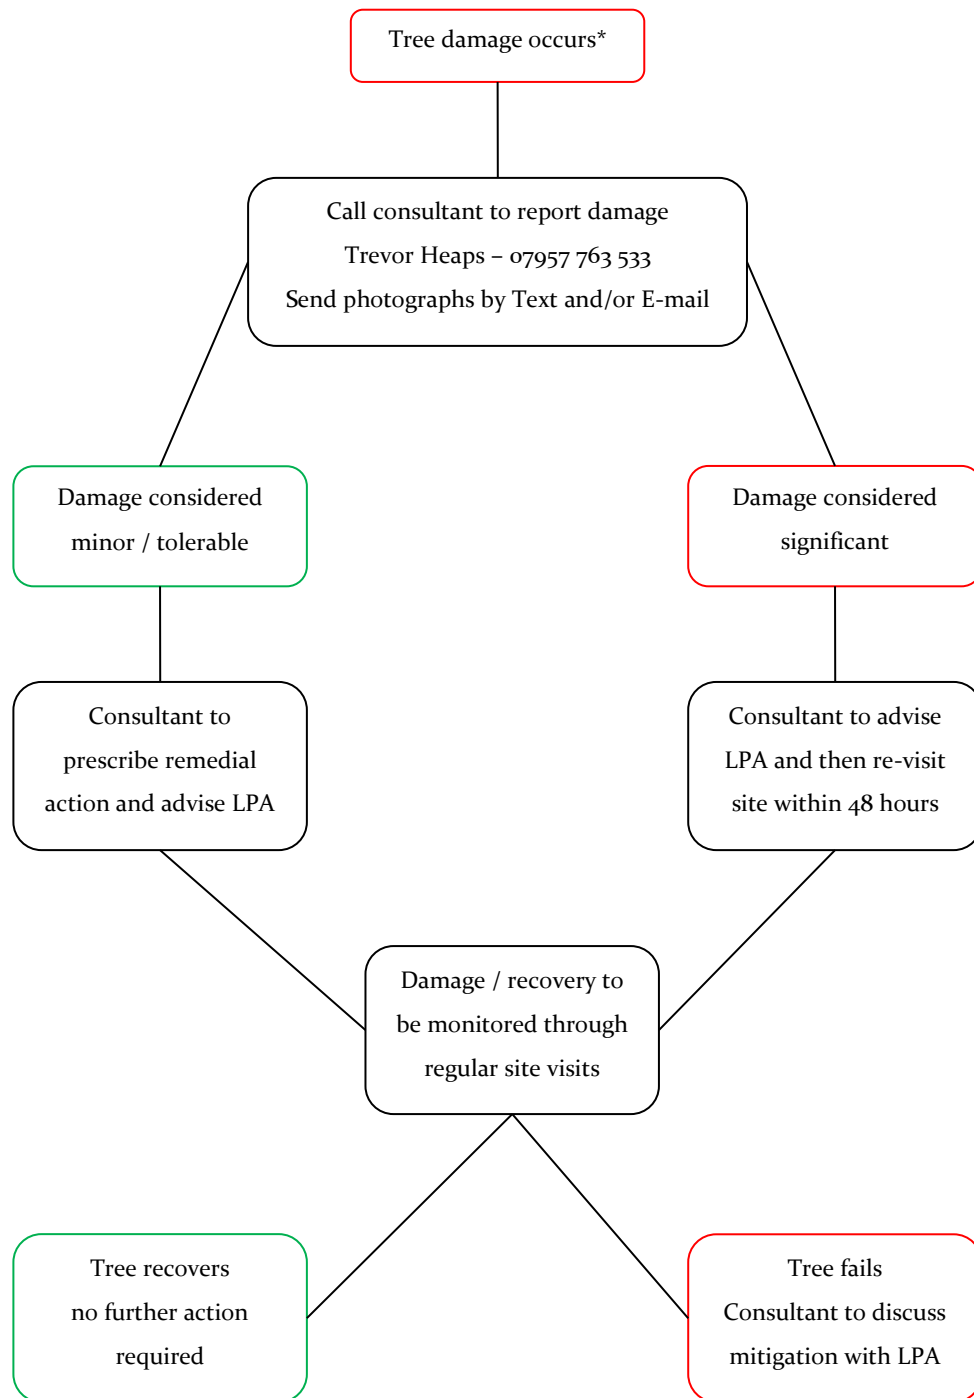 Tree damage occurs*
Call consultant to report damage
Trevor Heaps – 07957 763 533
Send photographs by Text and/or E-mail
Damage considered
minor / tolerable
Damage considered
significant
Consultant to
prescribe remedial
action and advise LPA
Consultant to advise
LPA and then re-visit
site within 48 hours
Damage / recovery to
be monitored through
regular site visits
Tree recovers
no further action
required
Tree fails
Consultant to discuss
mitigation with LPA